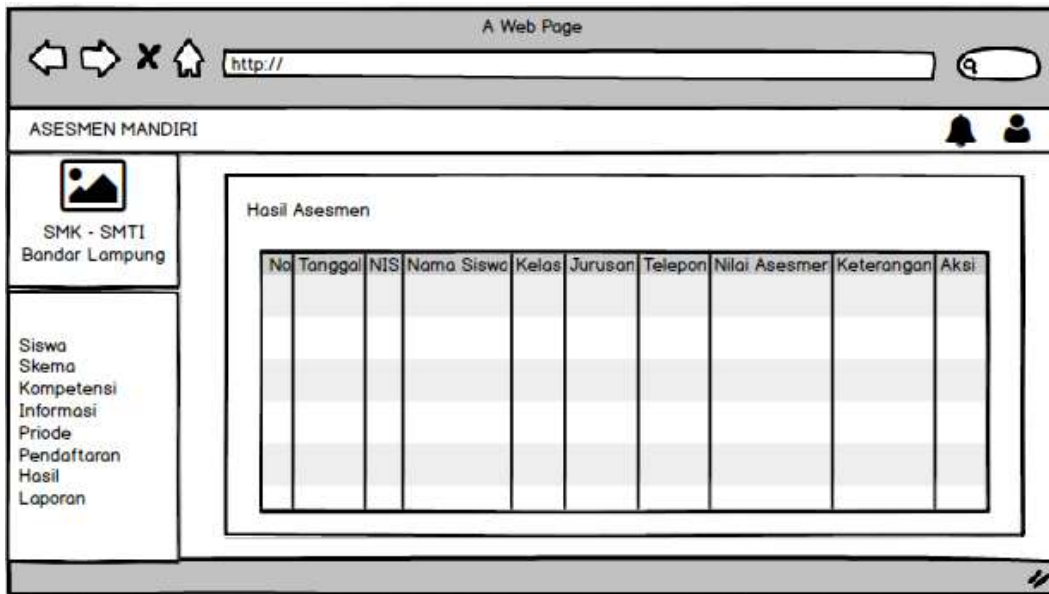 A Web Page
http://
ASESMEN MANDIRI
SMK - SMTI
Bandar Lampung
Siswa
Skema
Kompetensi
Informasi
Priode
Pendaftaran
Hasil
Laporan
Hasil Asesmen
No Tanggal NIS Nama Siswa Kelas Jurusan Telepon Nilai Asesmen Keterangan Aksi